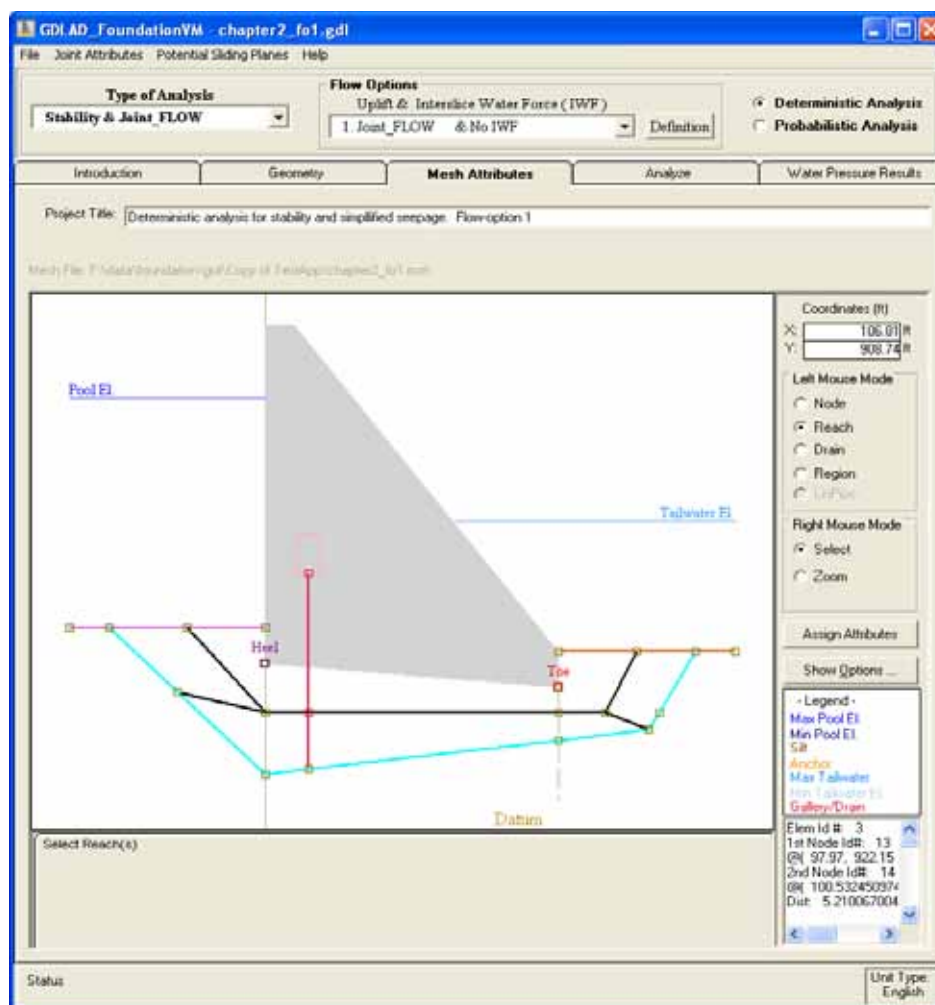 GDLAD_FoundationVM - chapter2_fo1.gdl
File Joint Attributes Potential Sliding Planes Help
Type of Analysis
Stability & Joint_FLOW
Flow Options
Uplift & Interslice Water Force ( IWF )
1. Joint_FLOW & No IWF
Definition
Deterministic Analysis
Probabilistic Analysis
Introduction
Geometry
Mesh Attributes
Analyze
Water Pressure Results
Project Title:
Deterministic analysis for stability and simplified seepage. Flow-option 1
Mesh File:
Pool El.
Tailwater El.
Heel
Toe
Datum
Coordinates (ft)
X: 106.01 ft
Y: 908.74 ft
Left Mouse Mode
Node
Reach
Drain
Region
Right Mouse Mode
Select
Zoom
Assign Attributes
Show Options ...
- Legend -
Max Pool El.
Min Pool El.
Silt
Anchor
Max Tailwater
Min Tailwater El.
Gallery/Drain
Elem Id #: 3
1st Node Id#: 13
@( 97.97, 922.15
2nd Node Id#: 14
@( 100.532450974
Dist: 5.210067004
Select Reach(s)
Status
Unit Type:
English